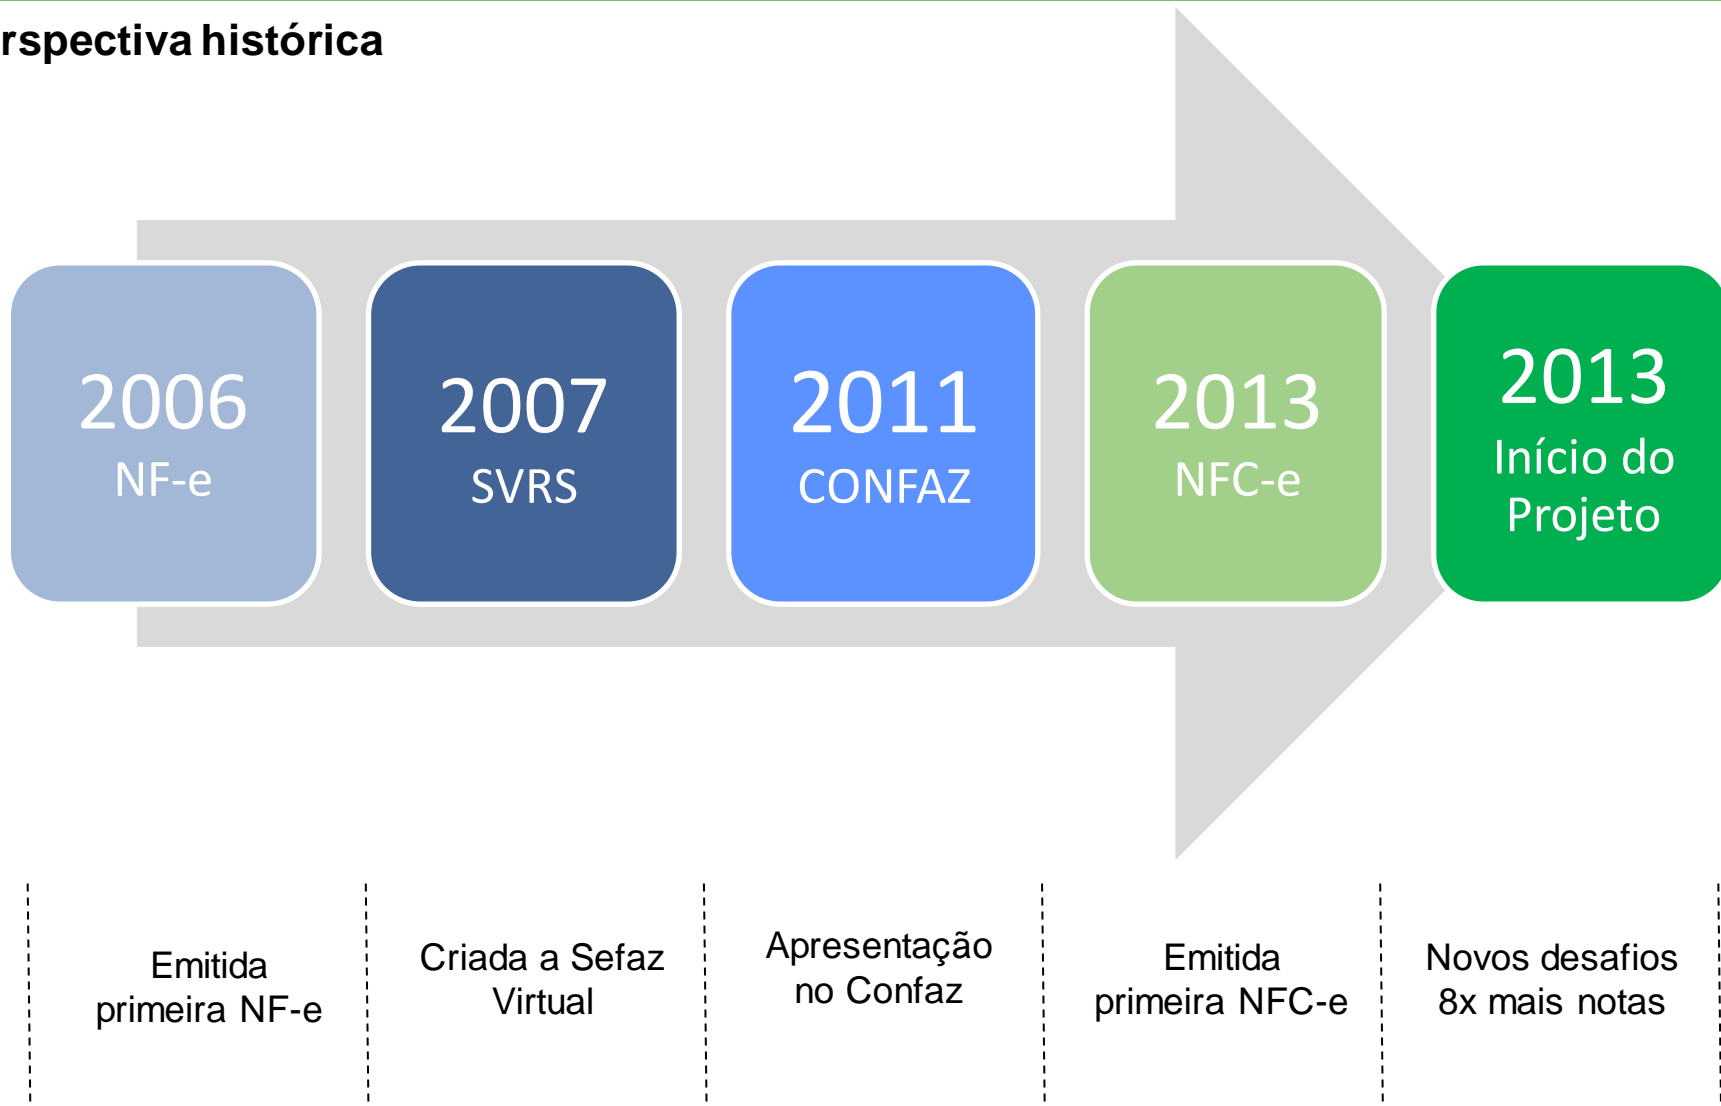 rspectiva histórica
2006
NF-e
2007
SVRS
2011
CONFAZ
2013
NFC-e
2013
Início do
Projeto
Emitida
primeira NF-e
Criada a Sefaz
Virtual
Apresentação
no Confaz
Emitida
primeira NFC-e
Novos desafios
8x mais notas